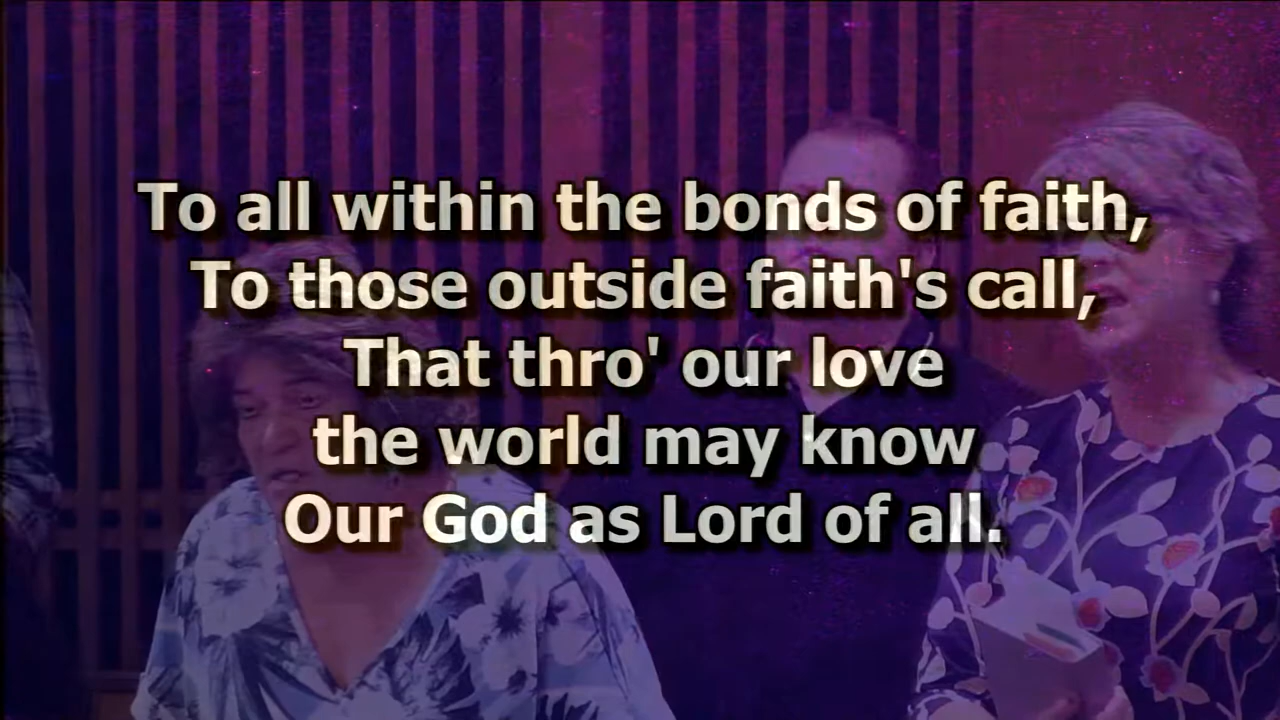 To all within the bonds of faith,
To those outside faith's call,
That thro' our love
the world may know
Our God as Lord of all.